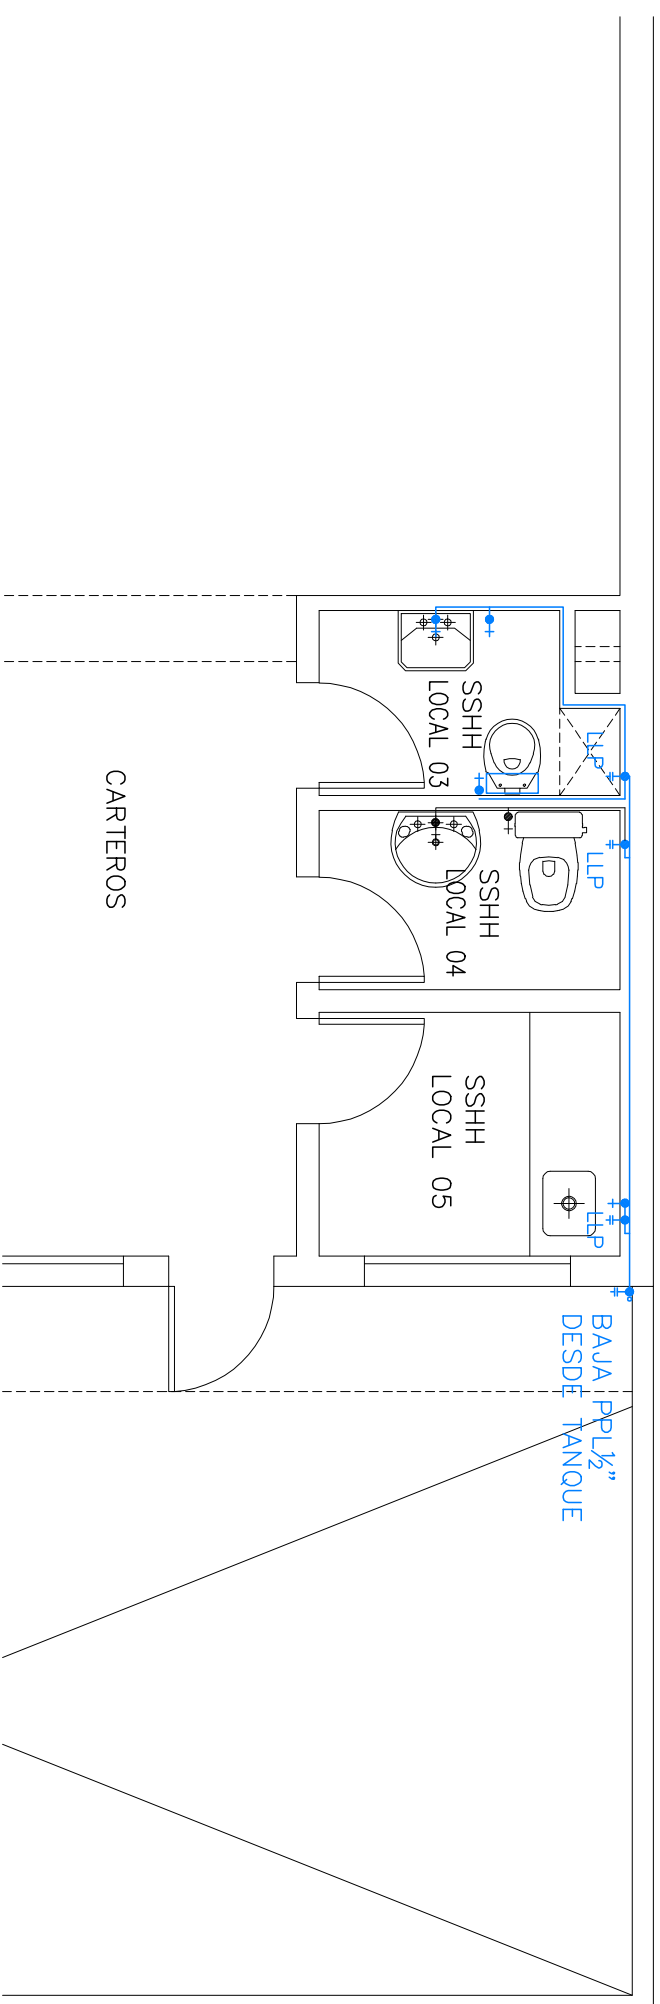 LLP
SSHH
LOCAL 03
CARTEROS
LLP
SSHH
LOCAL 04
SSHH
LOCAL 05
LLP
BAJA PPL½”
DESDE TANQUE